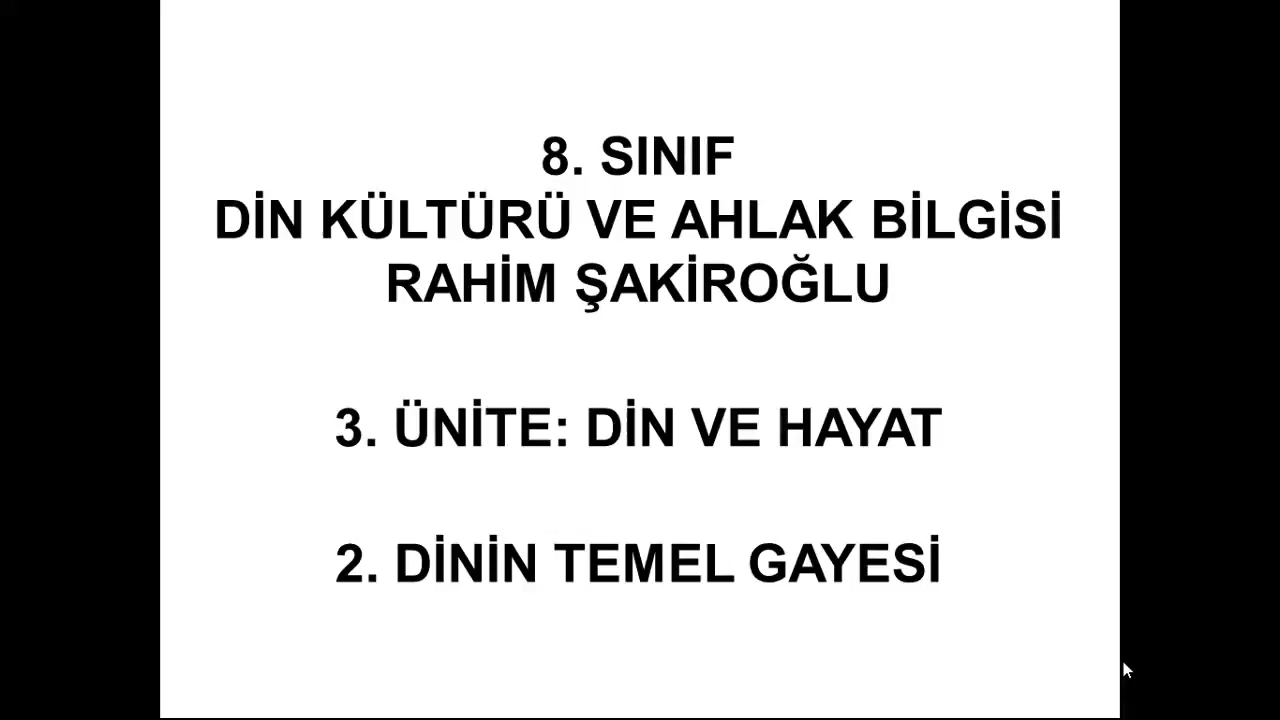 8. SINIF
DİN KÜLTÜRÜ VE AHLAK BİLGİSİ
RAHİM ŞAKİROĞLU
3. ÜNİTE: DİN VE HAYAT
2. DİNİN TEMEL GAYESİ